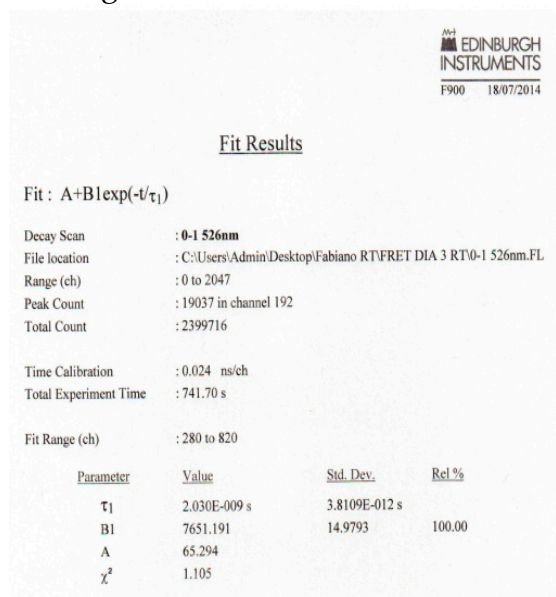 EDINBURGH
INSTRUMENTS
F900 18/07/2014
Fit Results
Fit : A+B1exp(-t/τ₁)
Decay Scan : 0-1 526nm
File location : C:\Users\Admin\Desktop\Fabiano RT\FRET DIA 3 RT\0-1 526nm.FL
Range (ch) : 0 to 2047
Peak Count : 19037 in channel 192
Total Count : 2399716
Time Calibration : 0.024 ns/ch
Total Experiment Time : 741.70 s
Fit Range (ch) : 280 to 820
Parameter Value Std. Dev. Rel %
τ₁ 2.030E-009 s 3.8109E-012 s
B1 7651.191 14.9793 100.00
A 65.294
χ² 1.105